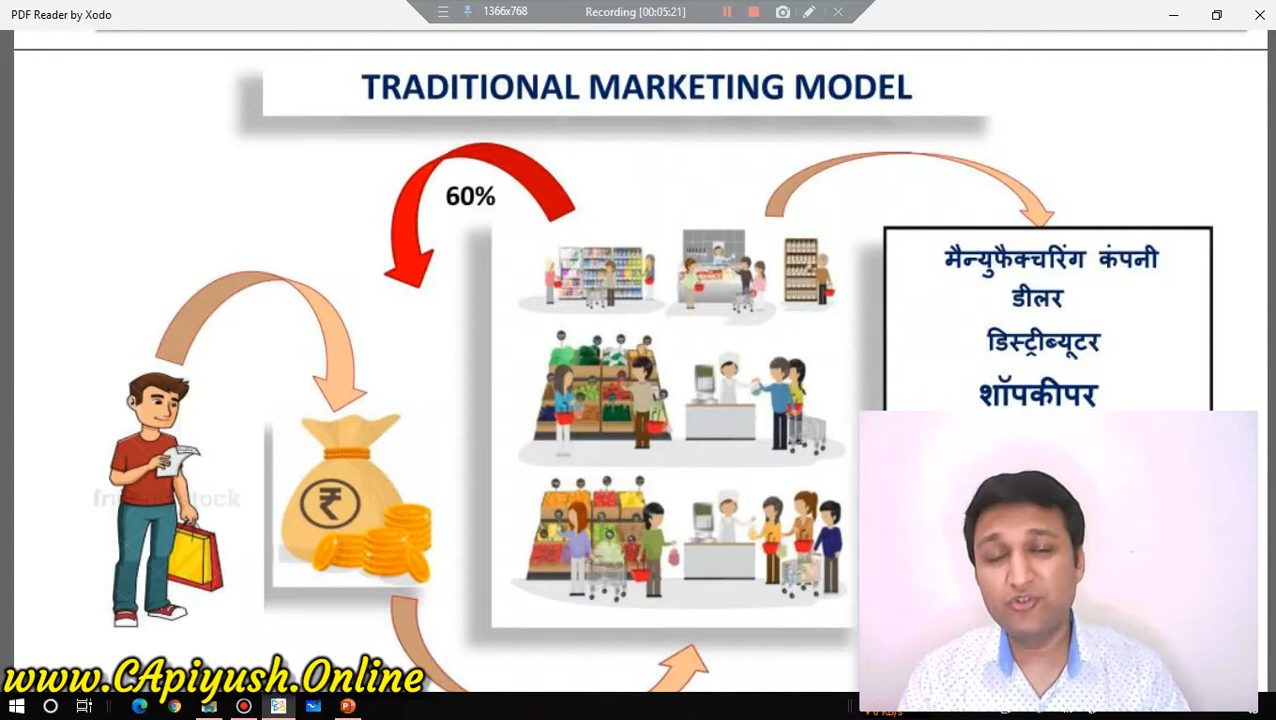 PDF Reader by Xodo
1366x768
Recording [00:05:21]
TRADITIONAL MARKETING MODEL
60%
मैन्युफैक्चरिंग कंपनी
डीलर
डिस्ट्रीब्यूटर
शॉपकीपर
₹
www.CApiyush.Online